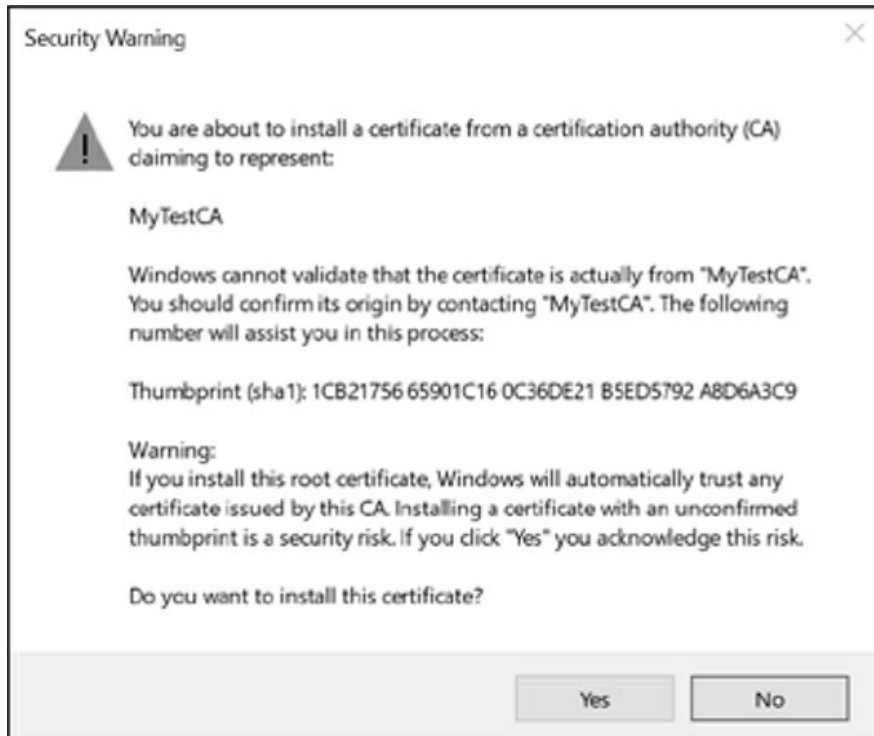 Security Warning
You are about to install a certificate from a certification authority (CA)
claiming to represent:
MyTestCA
Windows cannot validate that the certificate is actually from "MyTestCA".
You should confirm its origin by contacting "MyTestCA". The following
number will assist you in this process:
Thumbprint (sha1): 1CB21756 65901C16 0C36DE21 B5ED5792 A8D6A3C9
Warning:
If you install this root certificate, Windows will automatically trust any
certificate issued by this CA. Installing a certificate with an unconfirmed
thumbprint is a security risk. If you click "Yes" you acknowledge this risk.
Do you want to install this certificate?
Yes
No